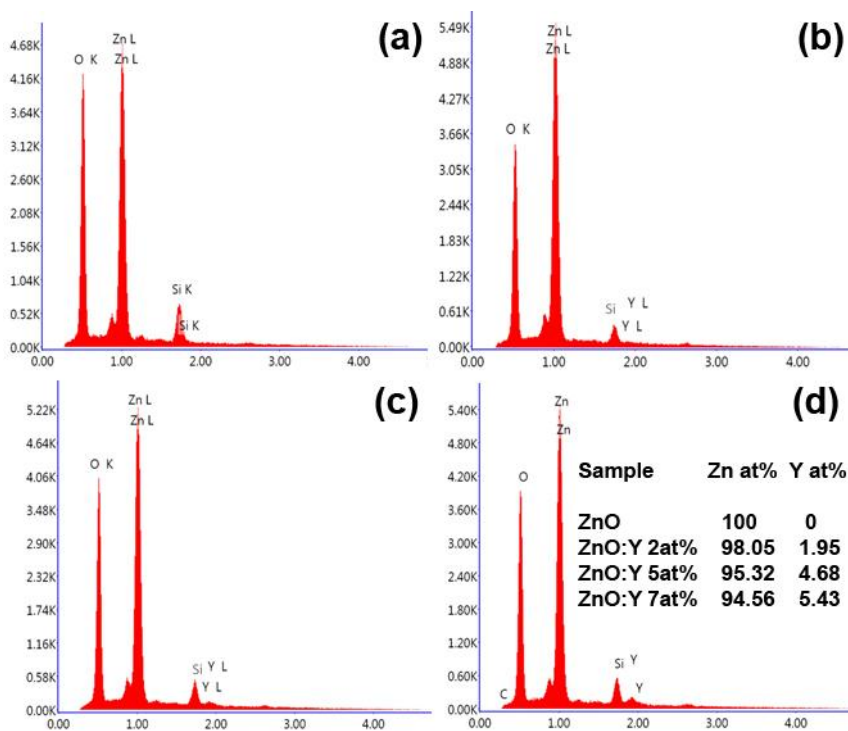 (a)
Zn L
4.68K
O K
Zn L
4.16K
3.64K
3.12K
2.60K
2.08K
1.56K
1.04K
Si K
0.52K
Si K
0.00K
0.00 1.00 2.00 3.00 4.00
(b)
5.49K
Zn L
4.88K
Zn L
4.27K
3.66K
O K
3.05K
2.44K
1.83K
1.22K
0.61K
Si Y L
Y L
0.00K
0.00 1.00 2.00 3.00 4.00
(c)
Zn L
5.22K
Zn L
4.64K
O K
4.06K
3.48K
2.90K
2.32K
1.74K
1.16K
0.58K
Si Y L
Y L
0.00K
0.00 1.00 2.00 3.00 4.00
(d)
Zn
5.40K
Zn
4.80K
O
4.20K
3.60K
3.00K
2.40K
1.80K
1.20K
0.60K
Si Y
C
Y
0.00K
0.00 1.00 2.00 3.00 4.00
Sample Zn at% Y at%
ZnO 100 0
ZnO:Y 2at% 98.05 1.95
ZnO:Y 5at% 95.32 4.68
ZnO:Y 7at% 94.56 5.43